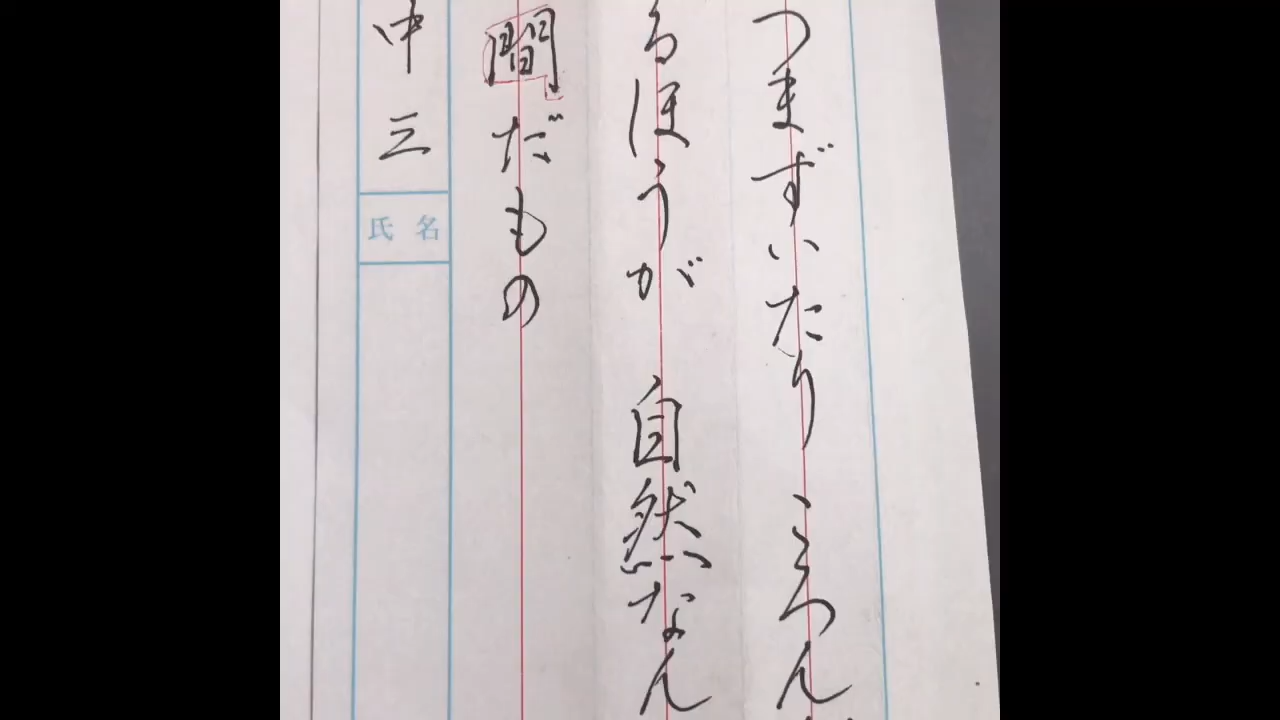 つまずいたり ころん
るほうが 自然なん
間だもの
中三
氏名